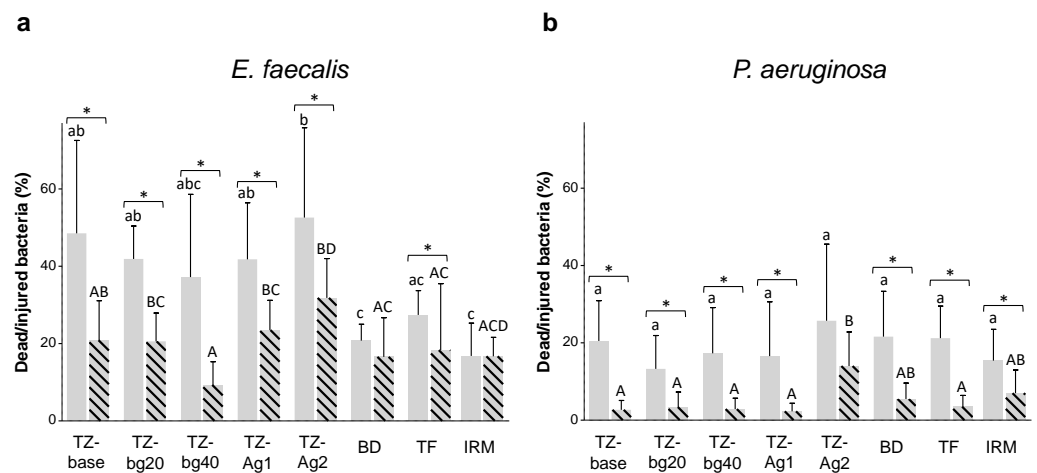 a
E. faecalis
Dead/injured bacteria (%)
60
40
20
0
* * * * * *
ab ab abc ab b c ac c
AB BC A BC BD AC AC ACD
TZ-
base
TZ-
bg20
TZ-
bg40
TZ-
Ag1
TZ-
Ag2
BD
TF
IRM
b
P. aeruginosa
Dead/injured bacteria (%)
60
40
20
0
* * * * * * *
a a a a a a a a
A A A A B AB A AB
TZ-
base
TZ-
bg20
TZ-
bg40
TZ-
Ag1
TZ-
Ag2
BD
TF
IRM